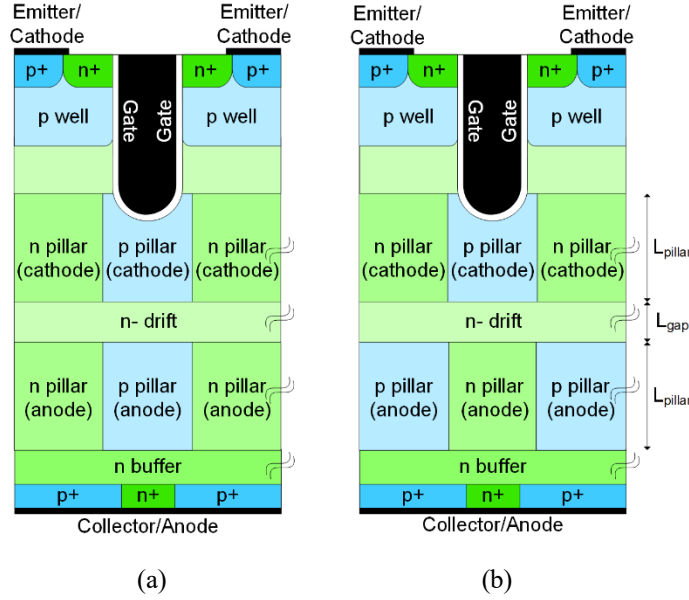 Emitter/
Cathode
Emitter/
Cathode
p+
n+
n+
p+
p well
Gate
Gate
p well
n pillar
(cathode)
p pillar
(cathode)
n pillar
(cathode)
n- drift
n pillar
(anode)
p pillar
(anode)
n pillar
(anode)
n buffer
p+
n+
p+
Collector/Anode
(a)
Emitter/
Cathode
Emitter/
Cathode
p+
n+
n+
p+
p well
Gate
Gate
p well
n pillar
(cathode)
p pillar
(cathode)
n pillar
(cathode)
Lpillar
n- drift
Lgap
p pillar
(anode)
n pillar
(anode)
p pillar
(anode)
Lpillar
n buffer
p+
n+
p+
Collector/Anode
(b)